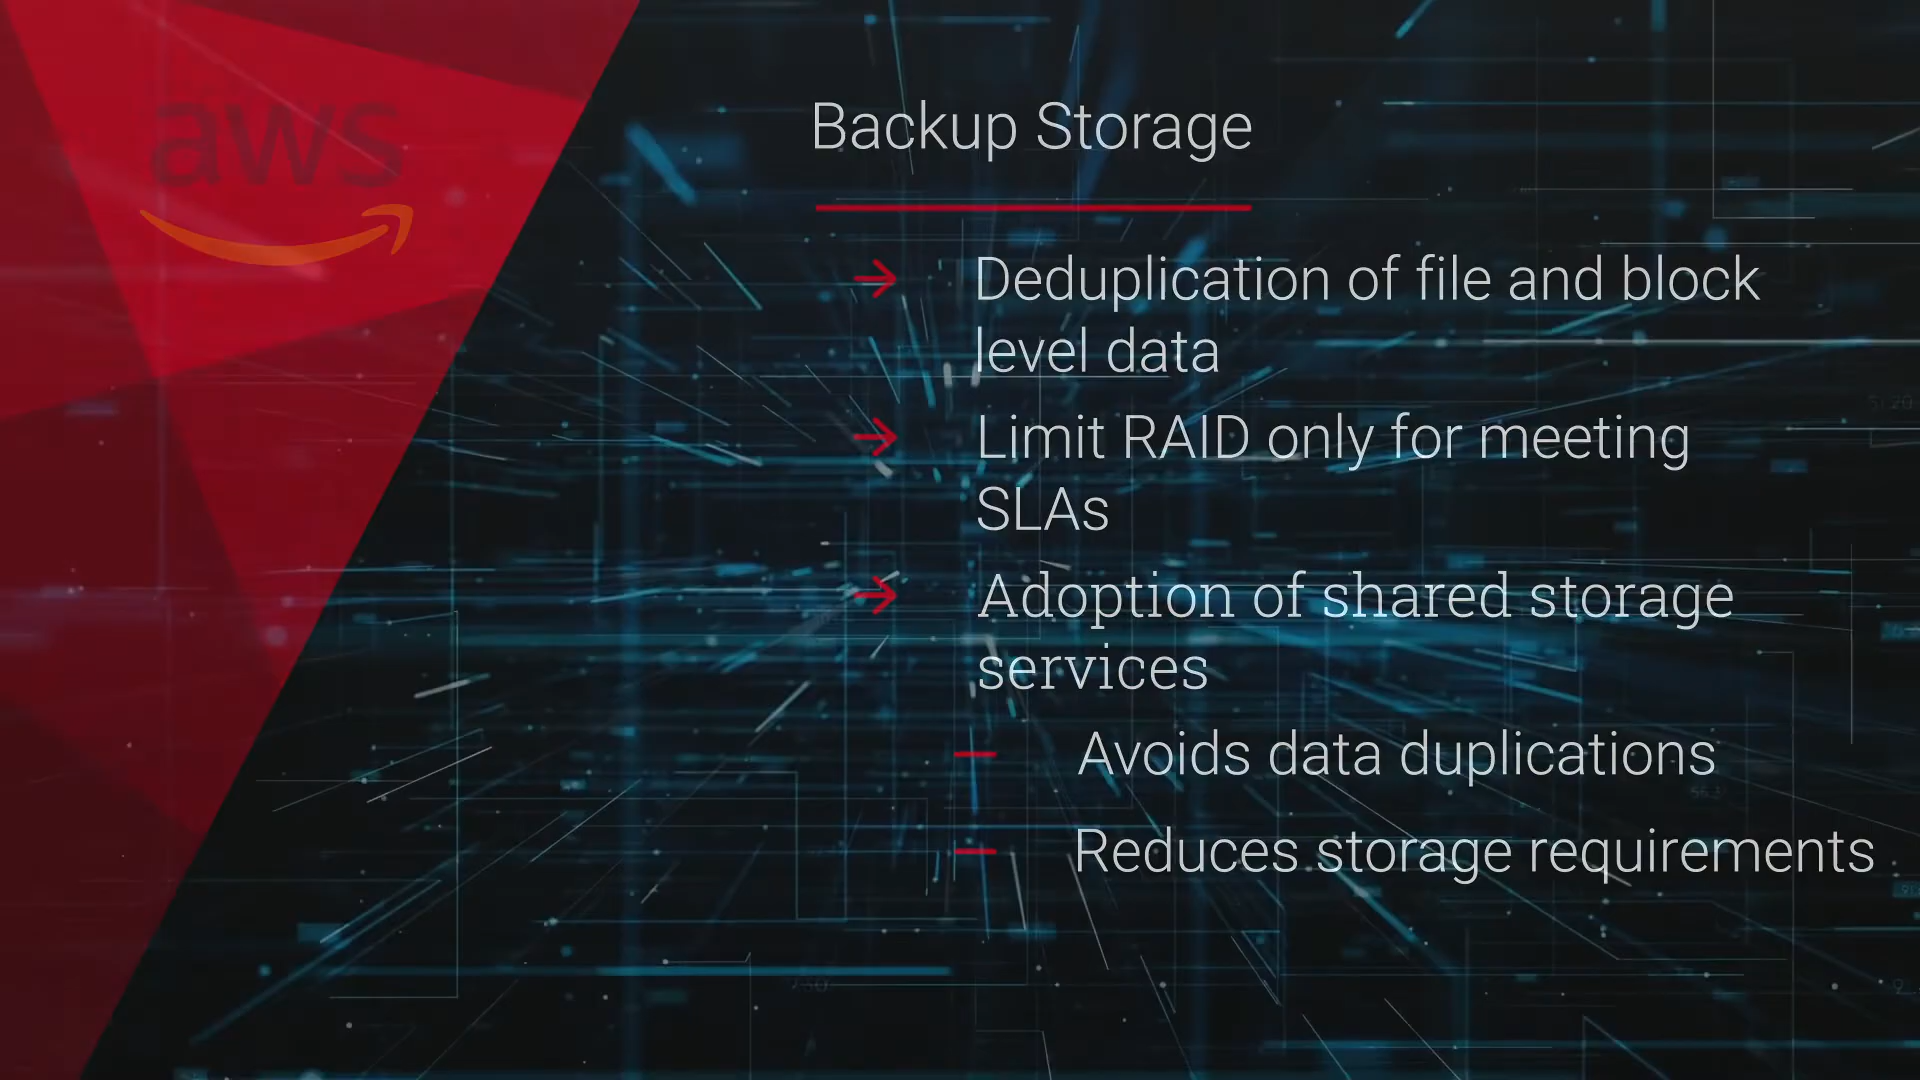 aws
Backup Storage
Deduplication of file and block
level data
Limit RAID only for meeting
SLAs
Adoption of shared storage
services
Avoids data duplications
Reduces storage requirements